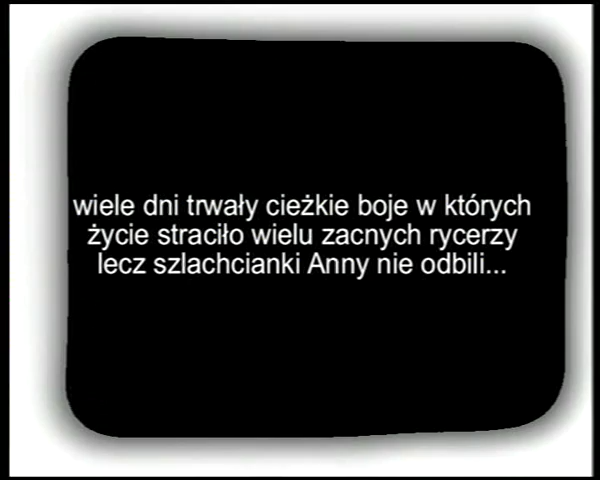 wiele dni trwały cieżkie boje w których
życie straciło wielu zacnych rycerzy
lecz szlachcianki Anny nie odbili...